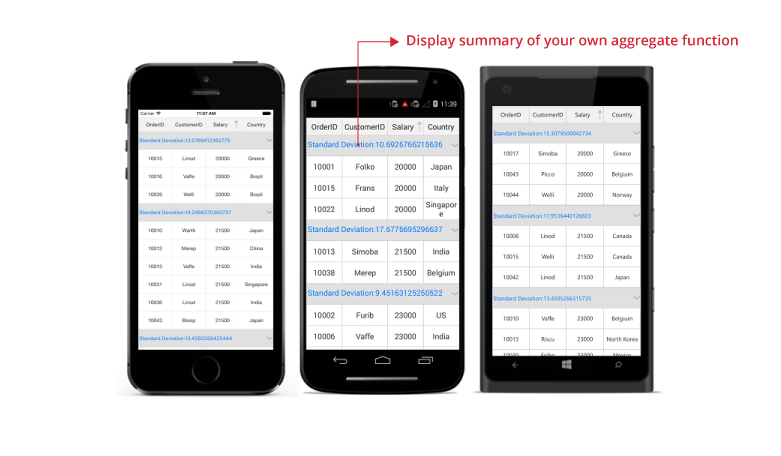 Display summary of your own aggregate function
Carrier 11:07 AM
OrderID CustomerID Salary Country
Standard Deviation:13.5769412362775
10015 Linod 20000 Greece
10016 Vaffe 20000 Brazil
10039 Welli 20000 Brazil
Standard Deviation:14.2460370300757
10010 Warth 21500 Japan
10012 Merep 21500 China
10013 Vaffe 21500 India
10031 Linod 21500 Singapore
10036 Linod 21500 India
10043 Bleep 21500 Japan
Standard Deviation:13.4350288425444
11:39
OrderID CustomerID Salary Country
Standard Deviation:10.6926766215636
10001 Folko 20000 Japan
10015 Frans 20000 Italy
10022 Linod 20000 Singapor
e
Standard Deviation:17.6776695296637
10013 Simoba 21500 India
10038 Merep 21500 Belgium
Standard Deviation:9.45163125250522
10002 Furib 23000 US
10006 Vaffe 23000 India
OrderID CustomerID Salary Country
Standard Deviation:15.3079500042734
10017 Simoba 20000 Greece
10043 Picco 20000 Belgium
10044 Welli 20000 Norway
Standard Deviation:17.9536440126603
10008 Linod 21500 Canada
10015 Welli 21500 Canada
10042 Linod 21500 Japan
Standard Deviation:13.4505266315735
10010 Vaffe 23000 Belgium
10013 Riscu 23000 North Korea
10030 Folko 23000 Mexico